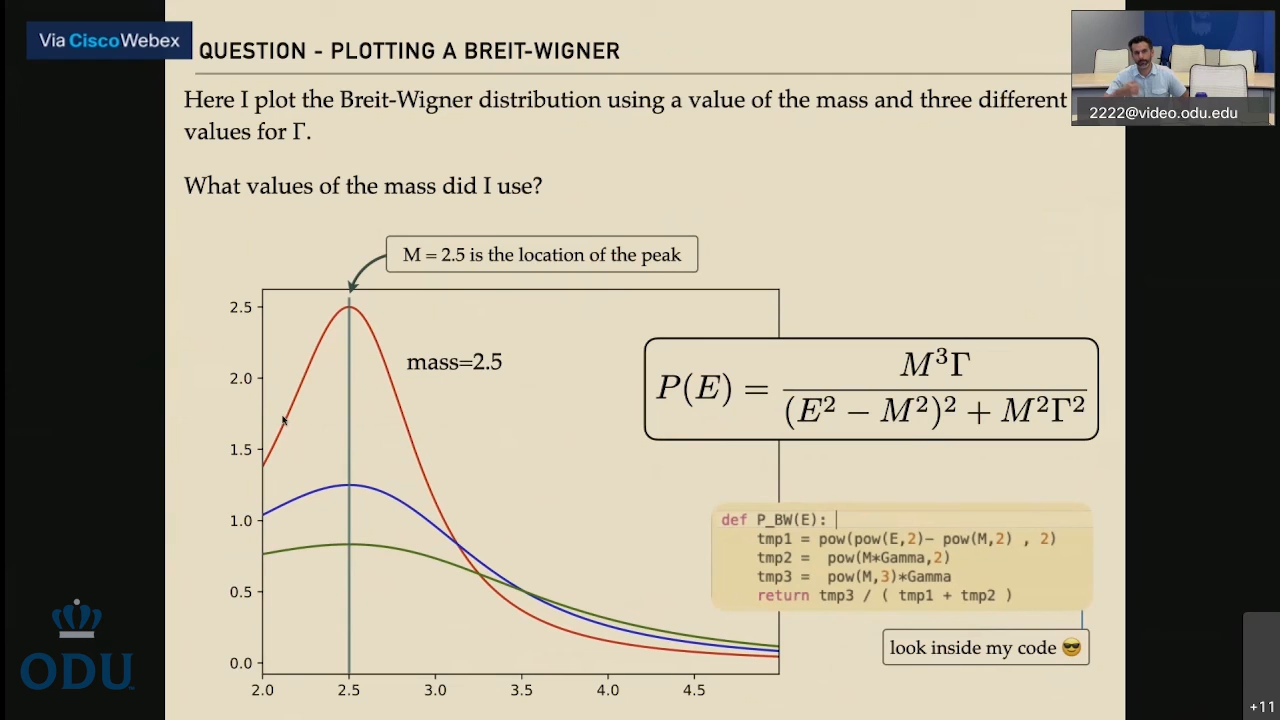 Via Cisco Webex
QUESTION - PLOTTING A BREIT-WIGNER
2222@video.odu.edu
Here I plot the Breit-Wigner distribution using a value of the mass and three different
values for Γ.
What values of the mass did I use?
M = 2.5 is the location of the peak
2.5
2.0
1.5
1.0
0.5
0.0
2.0 2.5 3.0 3.5 4.0 4.5
mass=2.5
P(E) = M³Γ / (E² − M²)² + M²Γ²
def P_BW(E):
tmp1 = pow(pow(E,2)- pow(M,2) , 2)
tmp2 =  pow(M*Gamma,2)
tmp3 =  pow(M,3)*Gamma
return tmp3 / ( tmp1 + tmp2 )
look inside my code 😎
ODU
+11